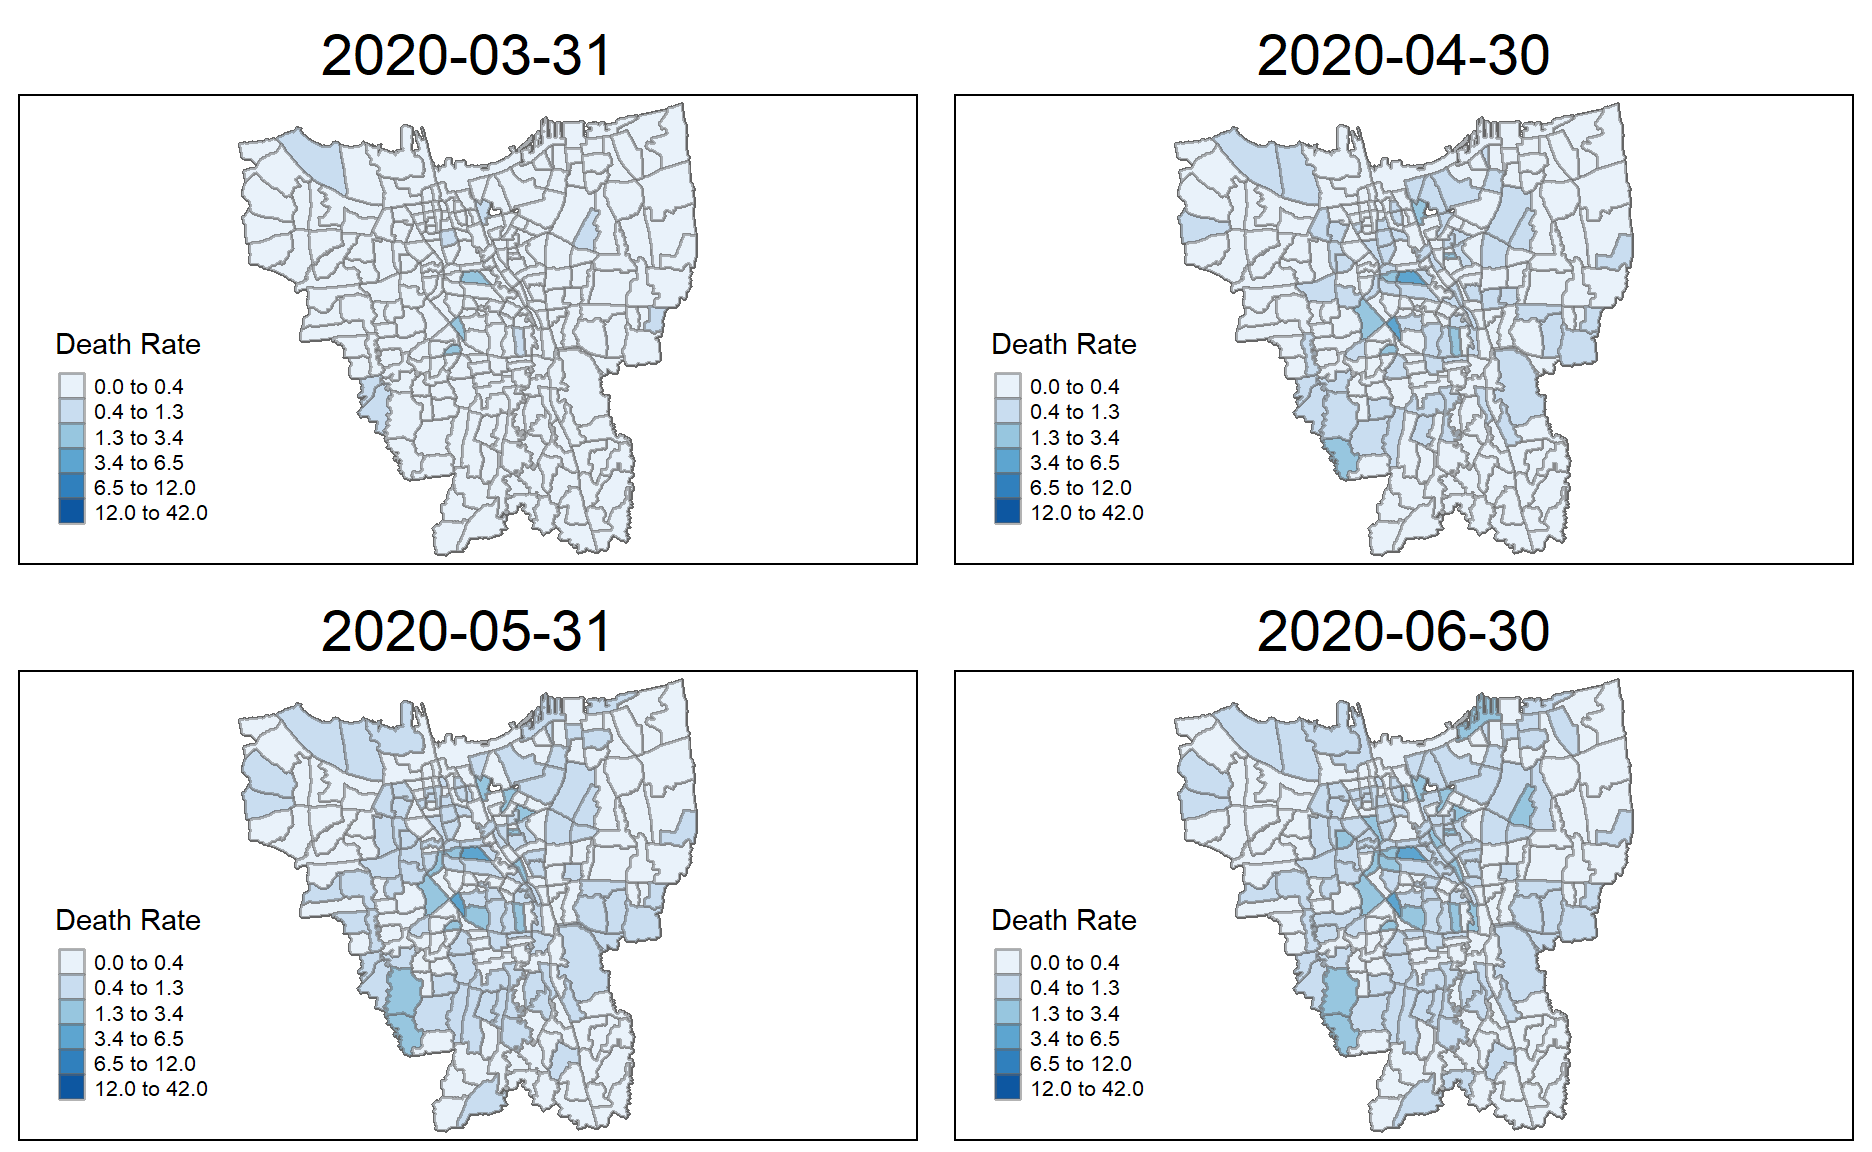 2020-03-31
Death Rate
0.0 to 0.4
0.4 to 1.3
1.3 to 3.4
3.4 to 6.5
6.5 to 12.0
12.0 to 42.0
2020-04-30
Death Rate
0.0 to 0.4
0.4 to 1.3
1.3 to 3.4
3.4 to 6.5
6.5 to 12.0
12.0 to 42.0
2020-05-31
Death Rate
0.0 to 0.4
0.4 to 1.3
1.3 to 3.4
3.4 to 6.5
6.5 to 12.0
12.0 to 42.0
2020-06-30
Death Rate
0.0 to 0.4
0.4 to 1.3
1.3 to 3.4
3.4 to 6.5
6.5 to 12.0
12.0 to 42.0